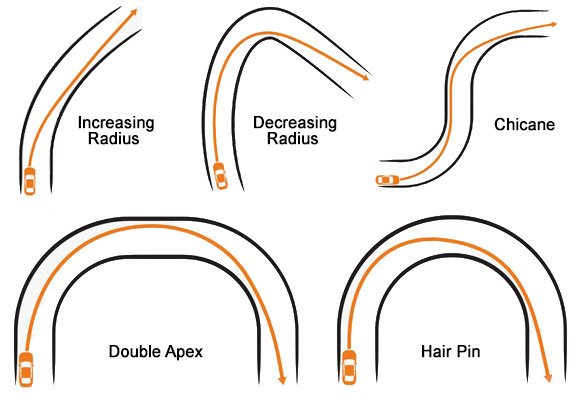 Increasing
Radius
Decreasing
Radius
Chicane
Double Apex
Hair Pin